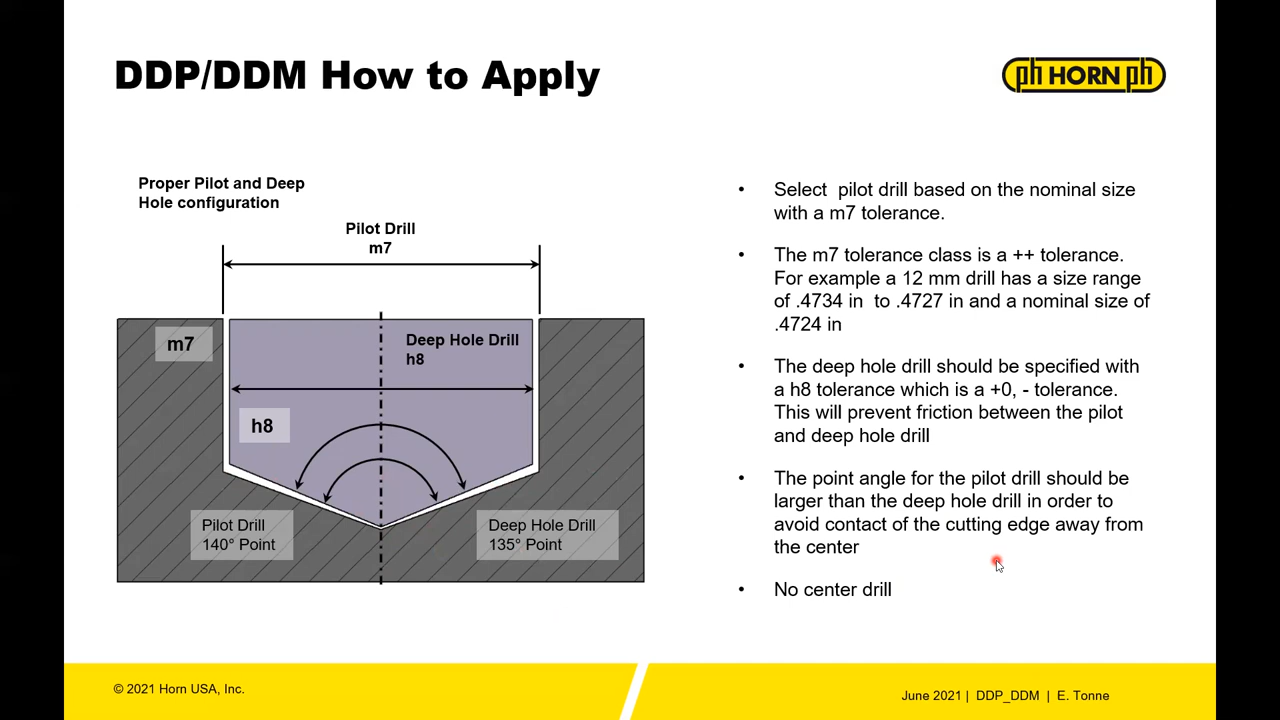 DDP/DDM How to Apply
ph HORN ph
Proper Pilot and Deep
Hole configuration
Pilot Drill
m7
m7
Deep Hole Drill
h8
h8
Pilot Drill
140° Point
Deep Hole Drill
135° Point
• Select  pilot drill based on the nominal size
with a m7 tolerance.
• The m7 tolerance class is a ++ tolerance.
For example a 12 mm drill has a size range
of .4734 in  to .4727 in and a nominal size of
.4724 in
• The deep hole drill should be specified with
a h8 tolerance which is a +0, - tolerance.
This will prevent friction between the pilot
and deep hole drill
• The point angle for the pilot drill should be
larger than the deep hole drill in order to
avoid contact of the cutting edge away from
the center
• No center drill
© 2021 Horn USA, Inc.
June 2021 |  DDP_DDM  |  E. Tonne